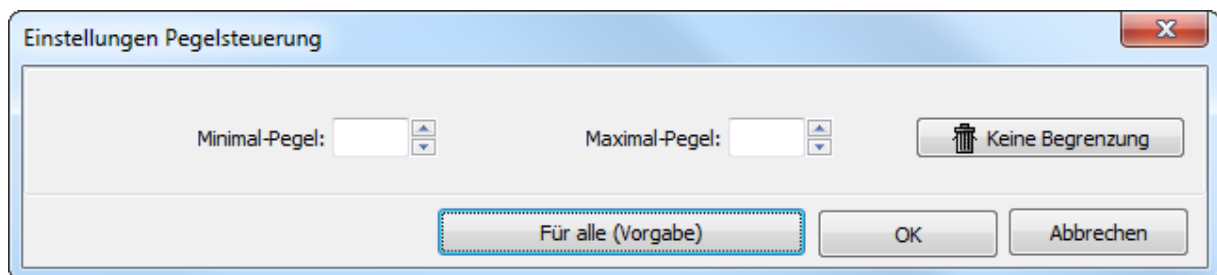 Einstellungen Pegelsteuerung
Minimal-Pegel: Maximal-Pegel: Keine Begrenzung
Für alle (Vorgabe) OK Abbrechen